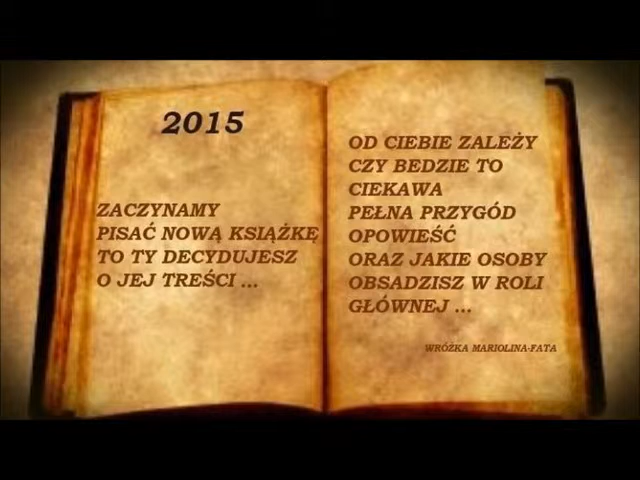 2015
ZACZYNAMY
PISAĆ NOWĄ KSIĄŻKĘ
TO TY DECYDUJESZ
O JEJ TREŚCI ...
OD CIEBIE ZALEŻY
CZY BEDZIE TO
CIEKAWA
PEŁNA PRZYGÓD
OPOWIEŚĆ
ORAZ JAKIE OSOBY
OBSADZISZ W ROLI
GŁÓWNEJ ...
WRÓŻKA MARIOLINA-FATA